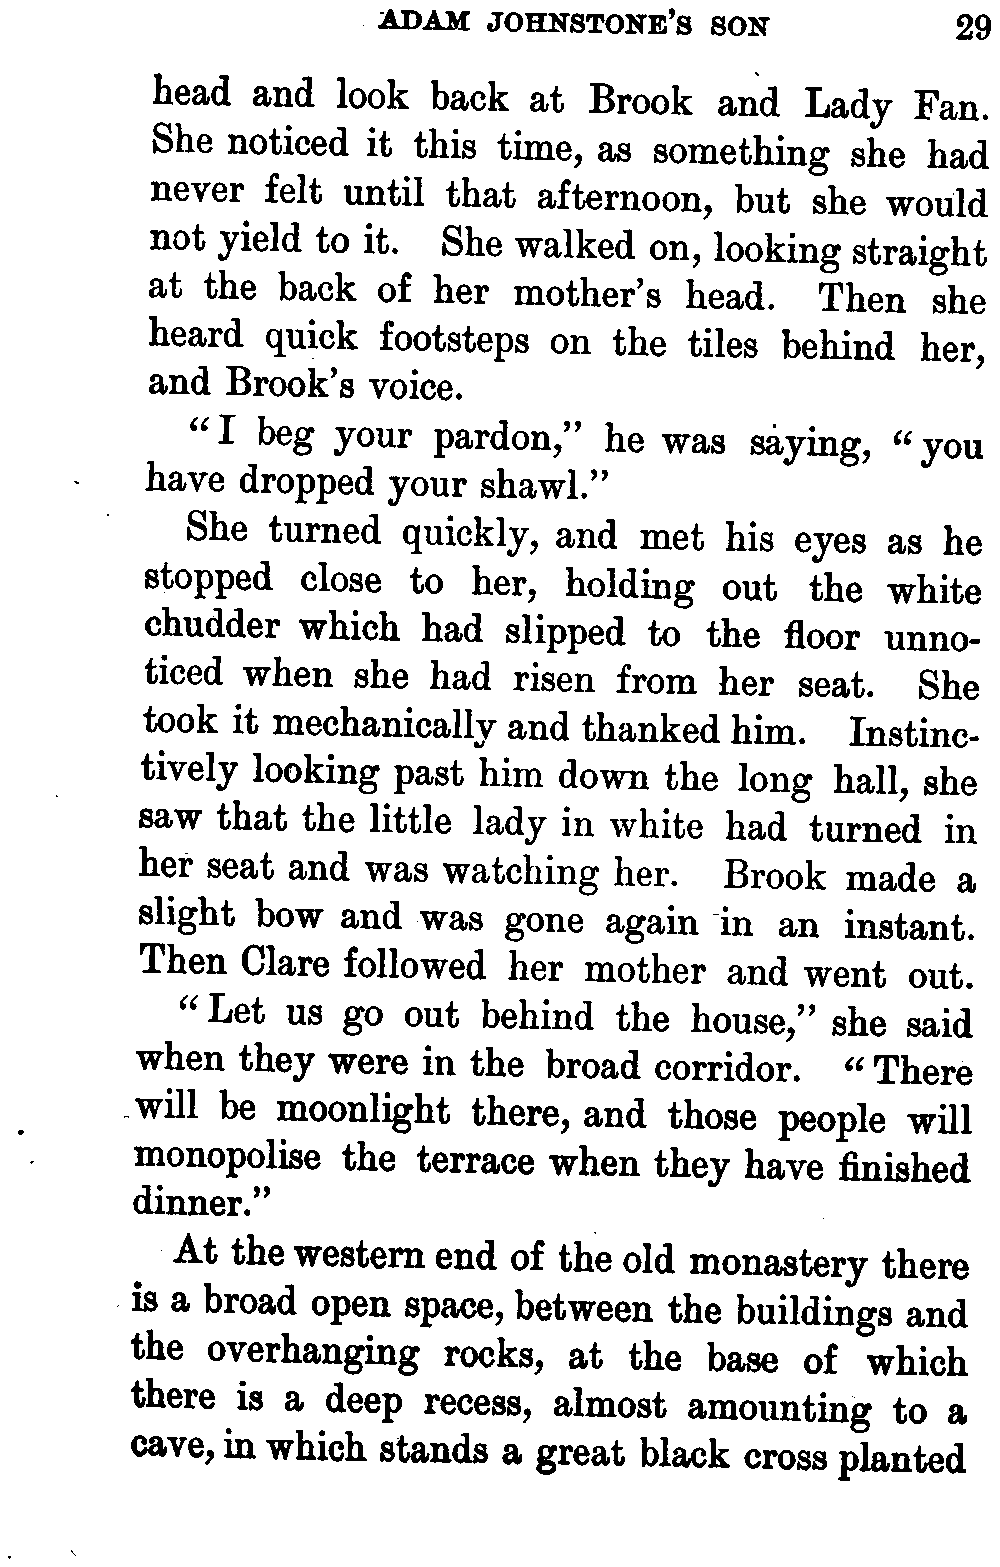 ADAM JOHNSTONE'S SON 29
head and look back at Brook and Lady Fan.
She noticed it this time, as something she had
never felt until that afternoon, but she would
not yield to it. She walked on, looking straight
at the back of her mother's head. Then she
heard quick footsteps on the tiles behind her,
and Brook's voice.
"I beg your pardon," he was saying, "you
have dropped your shawl."
She turned quickly, and met his eyes as he
stopped close to her, holding out the white
chudder which had slipped to the floor unno-
ticed when she had risen from her seat. She
took it mechanically and thanked him. Instinc-
tively looking past him down the long hall, she
saw that the little lady in white had turned in
her seat and was watching her. Brook made a
slight bow and was gone again in an instant.
Then Clare followed her mother and went out.
"Let us go out behind the house," she said
when they were in the broad corridor. "There
will be moonlight there, and those people will
monopolise the terrace when they have finished
dinner."
At the western end of the old monastery there
is a broad open space, between the buildings and
the overhanging rocks, at the base of which
there is a deep recess, almost amounting to a
cave, in which stands a great black cross planted